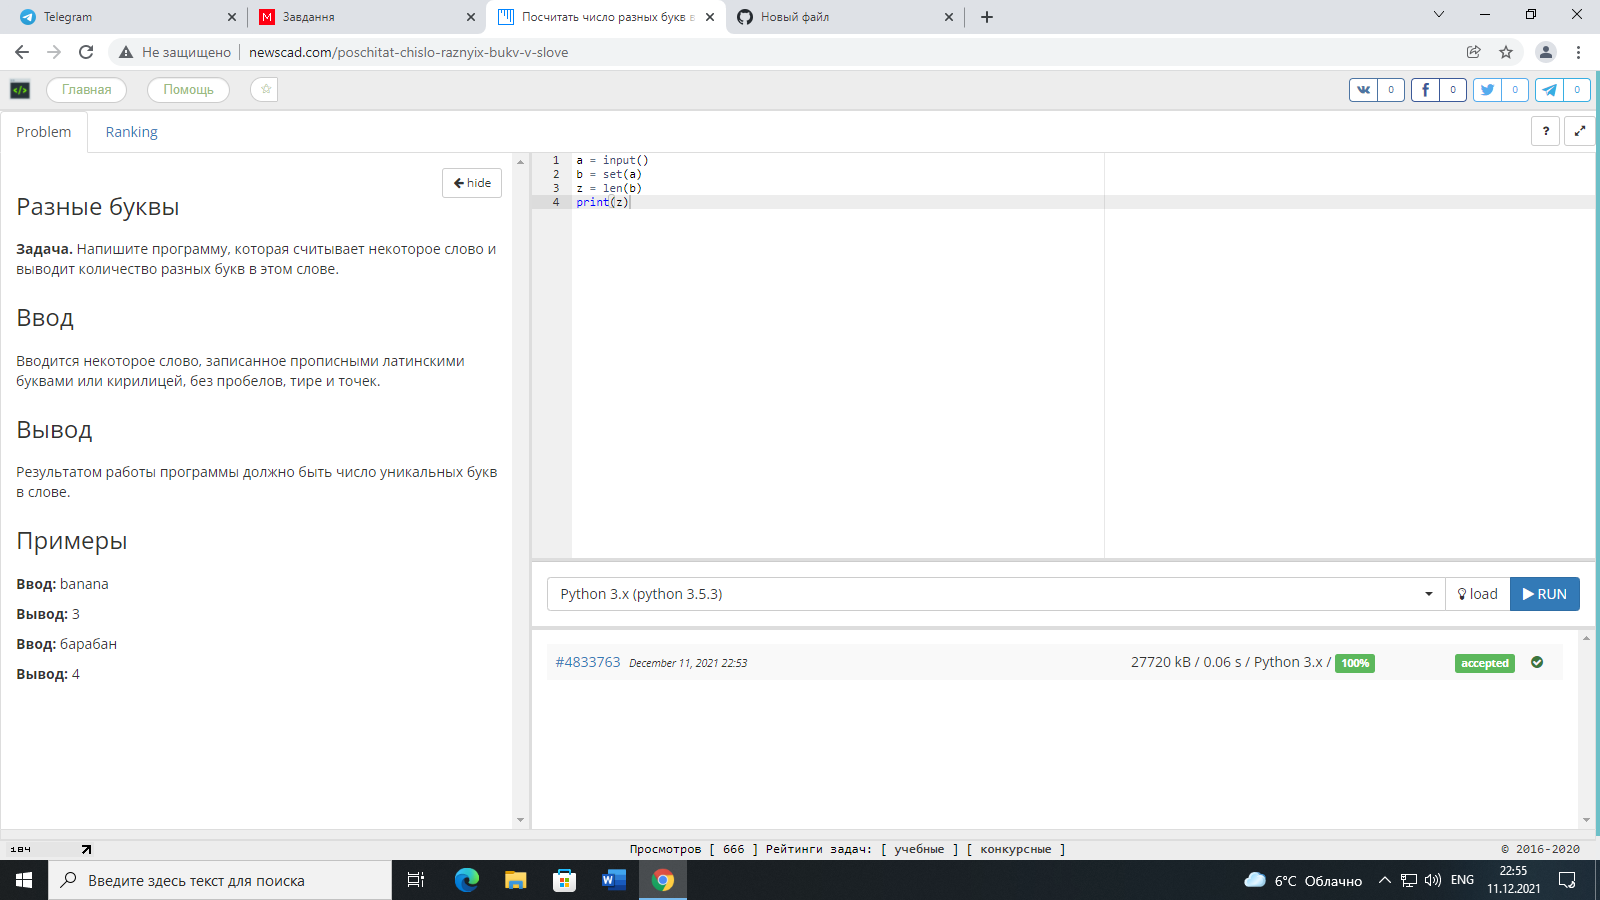 Telegram
Завдання
Посчитать число разных букв в
Новый файл
Не защищено
newscad.com/poschitat-chislo-raznyix-bukv-v-slove
Главная
Помощь
0
0
0
0
Problem
Ranking
?
hide
Разные буквы
Задача. Напишите программу, которая считывает некоторое слово и
выводит количество разных букв в этом слове.
Ввод
Вводится некоторое слово, записанное прописными латинскими
буквами или кирилицей, без пробелов, тире и точек.
Вывод
Результатом работы программы должно быть число уникальных букв
в слове.
Примеры
Ввод: banana
Вывод: 3
Ввод: барабан
Вывод: 4
1 a = input()
2 b = set(a)
3 z = len(b)
4 print(z)
Python 3.x (python 3.5.3)
load
RUN
#4833763 December 11, 2021 22:53 27720 kB / 0.06 s / Python 3.x / 100% accepted
Просмотров [ 666 ] Рейтинги задач: [ учебные ] [ конкурсные ]
© 2016-2020
Введите здесь текст для поиска
6°C Облачно
ENG
22:55
11.12.2021